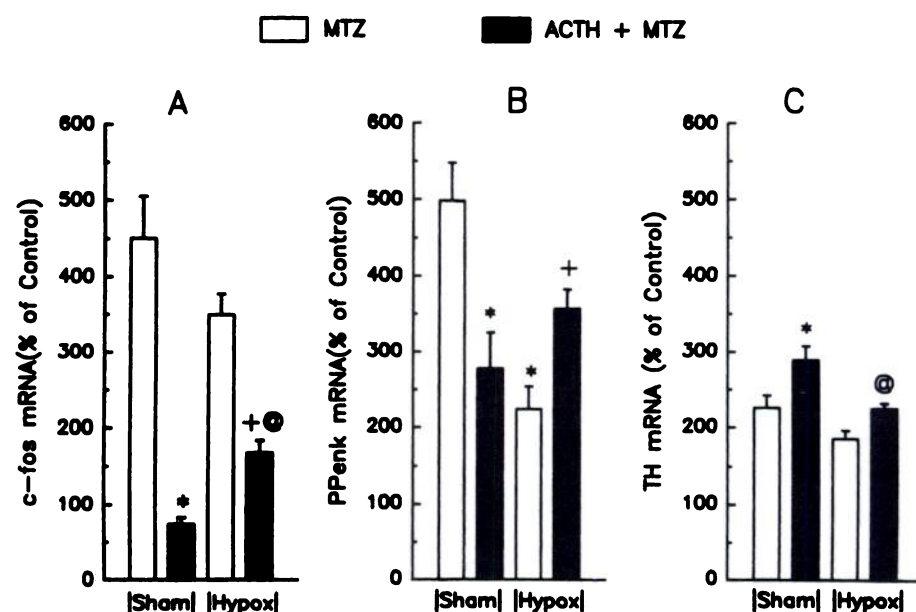 MTZ
ACTH + MTZ
A
c-fos mRNA(% of Control)
600
500
400
300
200
100
0
*
+@
|Sham| |Hypox|
B
PPenk mRNA(% of Control)
600
500
400
300
200
100
0
*
*
+
|Sham| |Hypox|
C
TH mRNA (% of Control)
600
500
400
300
200
100
0
*
@
|Sham| |Hypox|